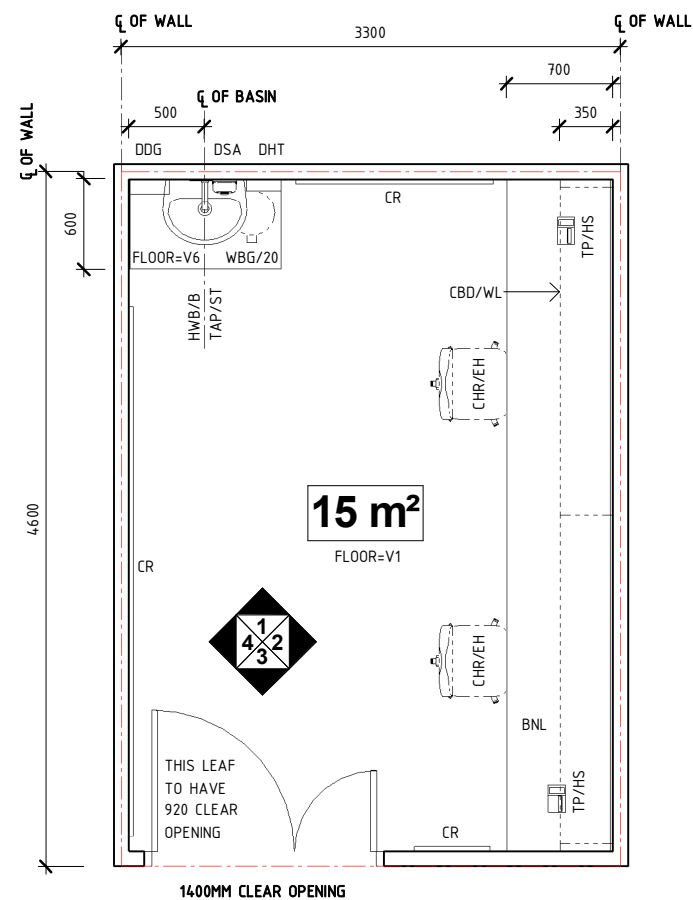 ℄ OF WALL
℄ OF WALL
3300
700
℄ OF BASIN
500
350
℄ OF WALL
DDG
DSA
DHT
CR
600
TP/HS
FLOOR=V6
WBG/20
CBD/WL
HWB/B
TAP/ST
CHR/EH
15 m²
FLOOR=V1
4600
CR
1
4
2
3
CHR/EH
BNL
THIS LEAF
TO HAVE
920 CLEAR
OPENING
TP/HS
CR
1400MM CLEAR OPENING